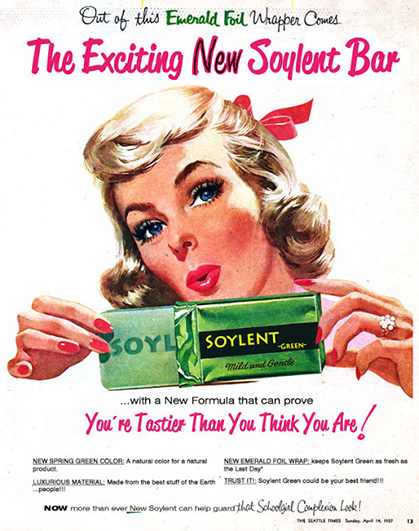 Out of this Emerald Foil Wrapper Comes
The Exciting New Soylent Bar
SOYL
SOYLENT
-GREEN-
Mild and Gentle
...with a New Formula that can prove
You're Tastier Than You Think You Are!
NEW SPRING GREEN COLOR: A natural color for a natural
product.
LUXURIOUS MATERIAL: Made from the best stuff of the Earth
...people!!!
NEW EMERALD FOIL WRAP: keeps Soylent Green as fresh as
the Last Day"
TRUST IT!: Soylent Green could be your best friend!!!
NOW more than ever New Soylent can help guard that Schoolgirl Complexion Look!
THE SEATTLE TIMES Sunday, April 14, 1957 13